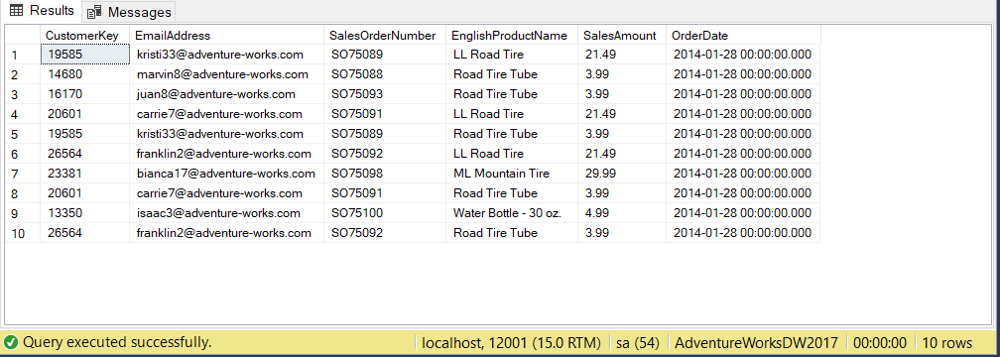 Results Messages
CustomerKey EmailAddress SalesOrderNumber EnglishProductName SalesAmount OrderDate
1 19585 kristi33@adventure-works.com SO75089 LL Road Tire 21.49 2014-01-28 00:00:00.000
2 14680 marvin8@adventure-works.com SO75088 Road Tire Tube 3.99 2014-01-28 00:00:00.000
3 16170 juan8@adventure-works.com SO75093 Road Tire Tube 3.99 2014-01-28 00:00:00.000
4 20601 carrie7@adventure-works.com SO75091 LL Road Tire 21.49 2014-01-28 00:00:00.000
5 19585 kristi33@adventure-works.com SO75089 Road Tire Tube 3.99 2014-01-28 00:00:00.000
6 26564 franklin2@adventure-works.com SO75092 LL Road Tire 21.49 2014-01-28 00:00:00.000
7 23381 bianca17@adventure-works.com SO75098 ML Mountain Tire 29.99 2014-01-28 00:00:00.000
8 20601 carrie7@adventure-works.com SO75091 Road Tire Tube 3.99 2014-01-28 00:00:00.000
9 13350 isaac3@adventure-works.com SO75100 Water Bottle - 30 oz. 4.99 2014-01-28 00:00:00.000
10 26564 franklin2@adventure-works.com SO75092 Road Tire Tube 3.99 2014-01-28 00:00:00.000
Query executed successfully. localhost, 12001 (15.0 RTM) sa (54) AdventureWorksDW2017 00:00:00 10 rows